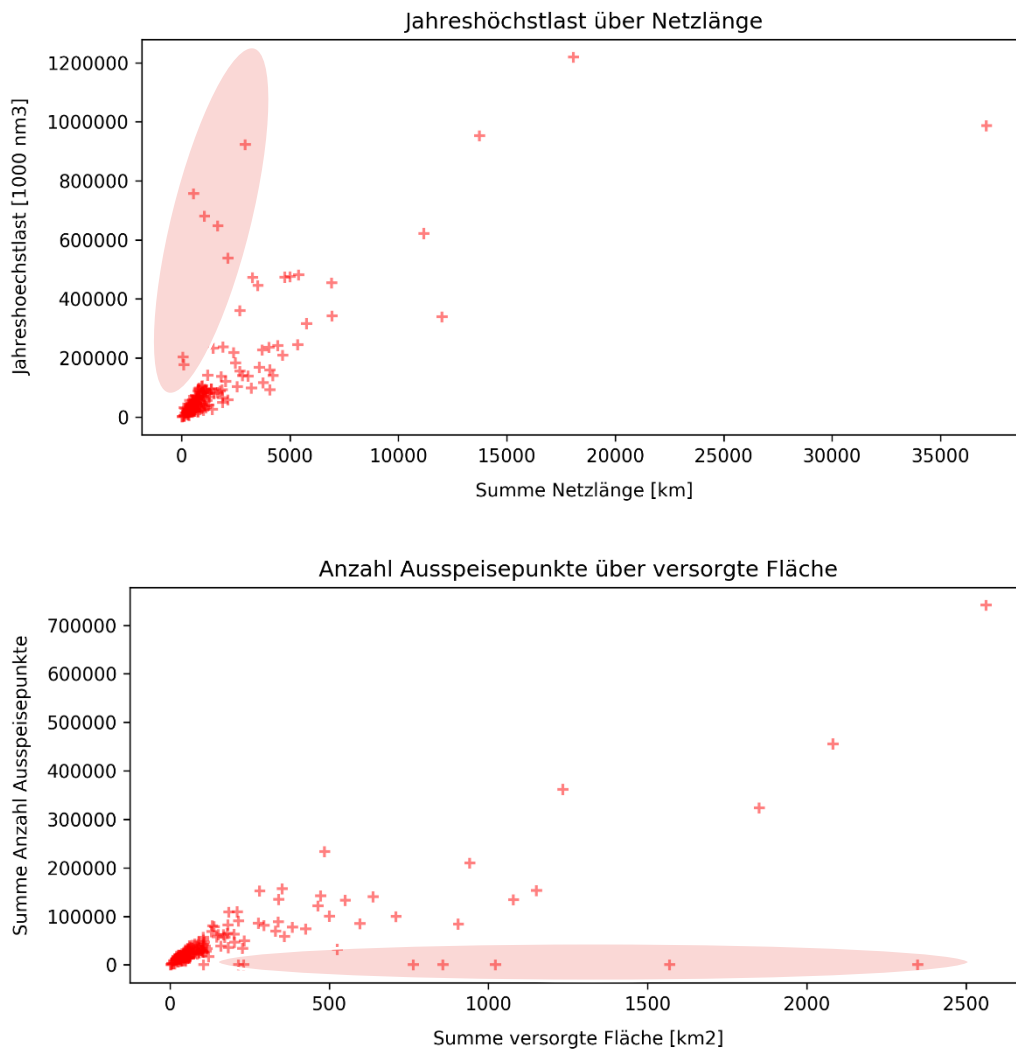 Jahreshöchstlast über Netzlänge
Jahreshoechstlast [1000 nm3]
1200000
1000000
800000
600000
400000
200000
0
0 5000 10000 15000 20000 25000 30000 35000
Summe Netzlänge [km]
Anzahl Ausspeisepunkte über versorgte Fläche
Summe Anzahl Ausspeisepunkte
700000
600000
500000
400000
300000
200000
100000
0
0 500 1000 1500 2000 2500
Summe versorgte Fläche [km2]